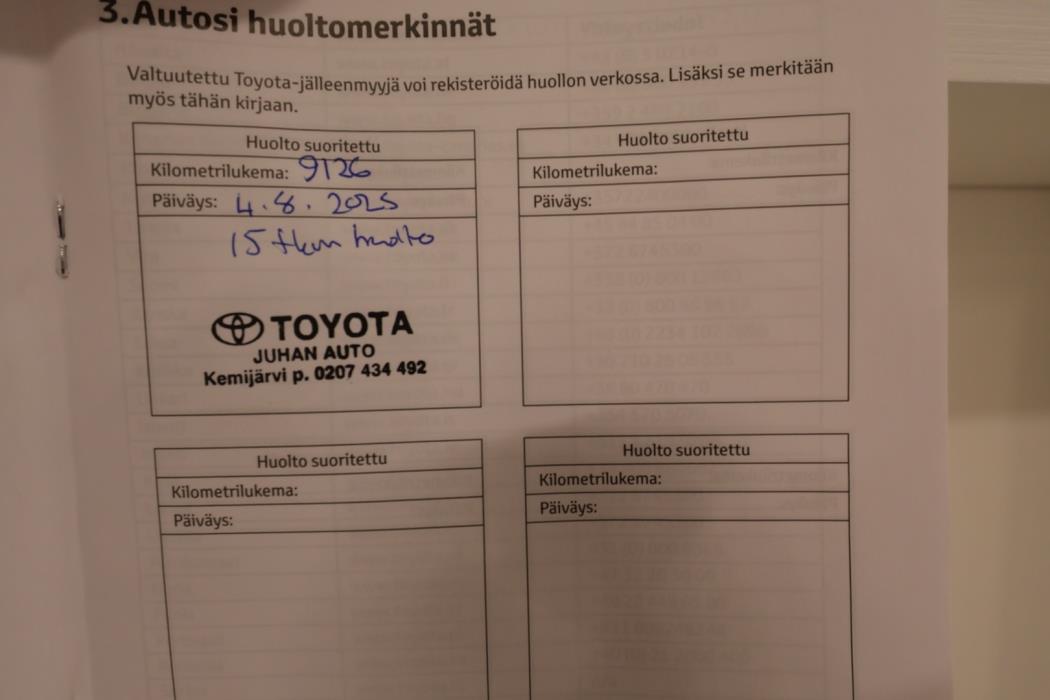 3. Autosi huoltomerkinnät
Valtuutettu Toyota-jälleenmyyjä voi rekisteröidä huollon verkossa. Lisäksi se merkitään
myös tähän kirjaan.
Huolto suoritettu
Kilometrilukema: 9126
Päiväys: 4.8.2025
15 tkm huolto
TOYOTA
JUHAN AUTO
Kemijärvi p. 0207 434 492
Huolto suoritettu
Kilometrilukema:
Päiväys:
Huolto suoritettu
Kilometrilukema:
Päiväys:
Huolto suoritettu
Kilometrilukema:
Päiväys: